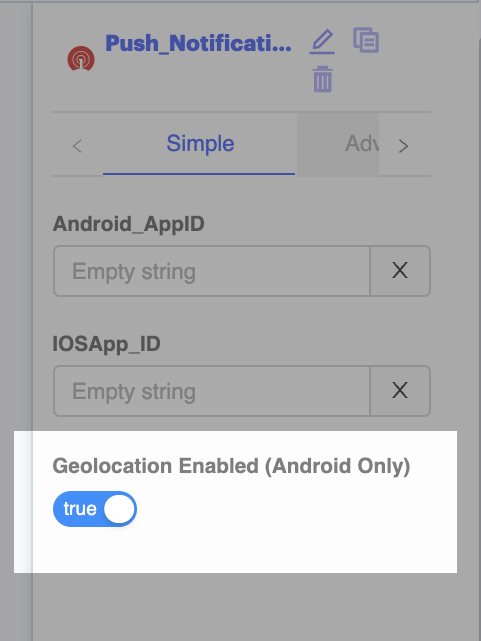 Push_Notificati...
Simple
Adv
Android_AppID
Empty string
X
IOSApp_ID
Empty string
X
Geolocation Enabled (Android Only)
true